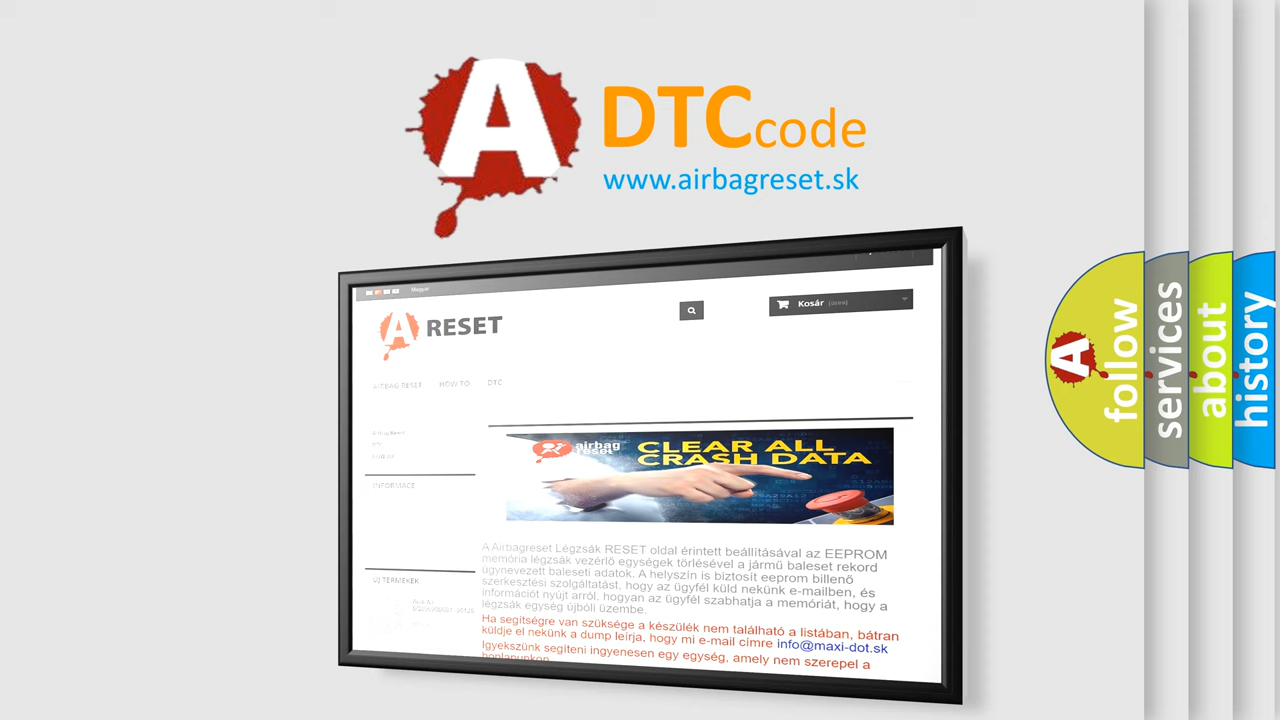 A
DTC code
www.airbagreset.sk
Magyar
A RESET
Kosár (üres)
AIRBAG RESET HOW TO DTC
INFORMACE
airbag
reset
CLEAR ALL
CRASH DATA
A Airbagreset Légzsák RESET oldal érintett beállításával az EEPROM
memória légzsák vezérlő egységek törlésével a jármű baleset rekord
úgynevezett baleseti adatok. A helyszín is biztosít eeprom billenő
szerkesztési szolgáltatást, hogy az ügyfél küld nekünk e-mailben, és
információt nyújt arról, hogyan az ügyfél szabhatja a memóriát, hogy a
légzsák egység újbóli üzembe.
Ha segítségre van szüksége a készülék nem található a listában, bátran
küldje el nekünk a dump leírja, hogy mi e-mail címre info@maxi-dot.sk
Igyekszünk segíteni ingyenesen egy egység, amely nem szerepel a
honlapunkon
ÚJ TERMÉKEK
A
follow
services
about
history